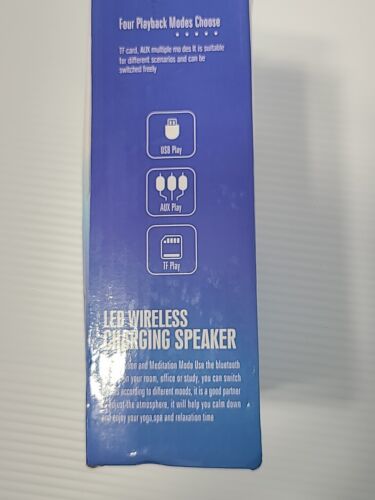 Four Playback Modes Choose
TF card, AUX multiple mo des It is suitable
for different scenarios and can be
switched freely
USB Play
AUX Play
TF Play
LED WIRELESS
CHARGING SPEAKER
and Meditation Mode Use the bluetooth
in your room, office or study, you can switch
according to different moods, it is a good partner
adjust the atmosphere, it will help you calm down
and enjoy your yoga,spa and relaxation time